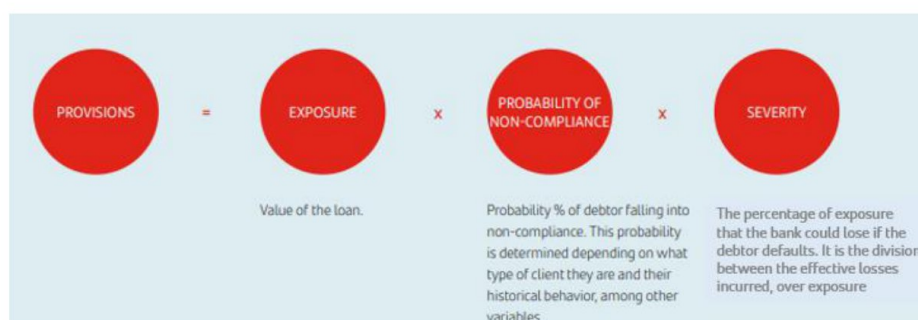 PROVISIONS
=
EXPOSURE
x
PROBABILITY OF
NON-COMPLIANCE
x
SEVERITY
Value of the loan.
Probability % of debtor falling into
non-compliance. This probability
is determined depending on what
type of client they are and their
historical behavior, among other
variables
The percentage of exposure
that the bank could lose if the
debtor defaults. It is the division
between the effective losses
incurred, over exposure